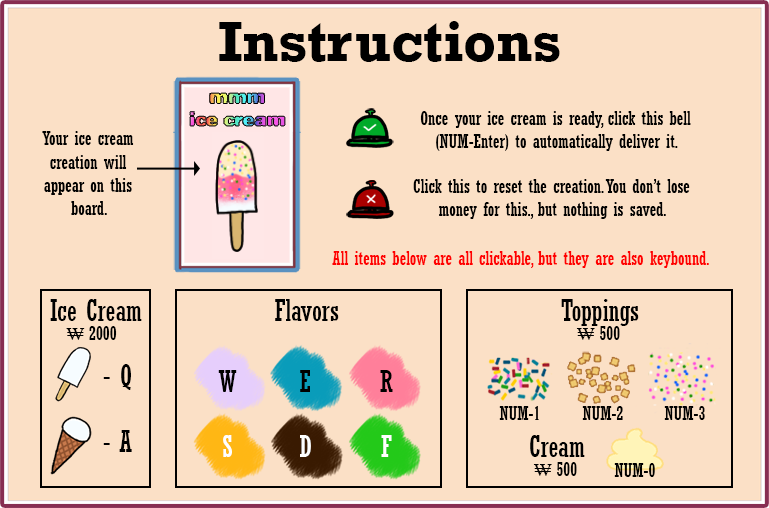 Instructions
mmm
ice cream
Your ice cream
creation will
appear on this
board.
Once your ice cream is ready, click this bell
(NUM-Enter) to automatically deliver it.
Click this to reset the creation. You don't lose
money for this., but nothing is saved.
All items below are all clickable, but they are also keybound.
Ice Cream
₩ 2000
- Q
- A
Flavors
W E R
S D F
Toppings
₩ 500
NUM-1 NUM-2 NUM-3
Cream
₩ 500
NUM-0